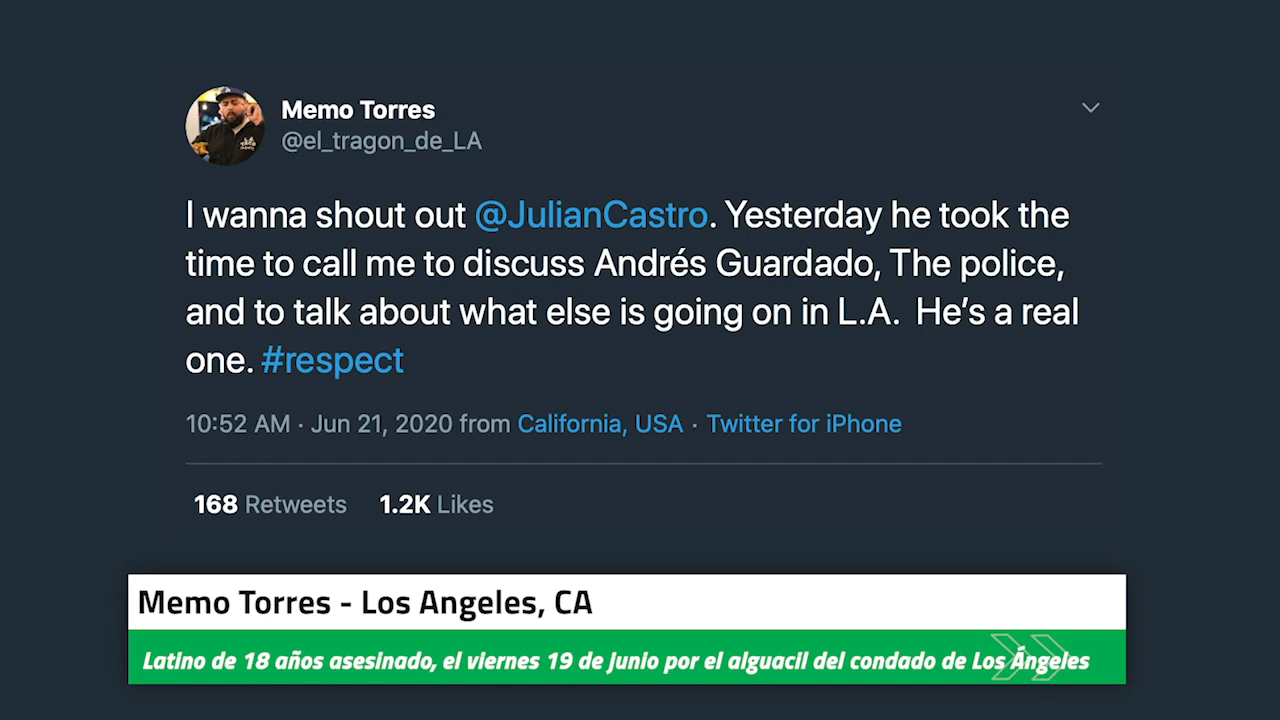 Memo Torres
@el_tragon_de_LA
I wanna shout out @JulianCastro. Yesterday he took the
time to call me to discuss Andrés Guardado, The police,
and to talk about what else is going on in L.A.  He’s a real
one. #respect
10:52 AM · Jun 21, 2020 from California, USA · Twitter for iPhone
168 Retweets 1.2K Likes
Memo Torres - Los Angeles, CA
Latino de 18 años asesinado, el viernes 19 de Junio por el alguacil del condado de Los Ángeles